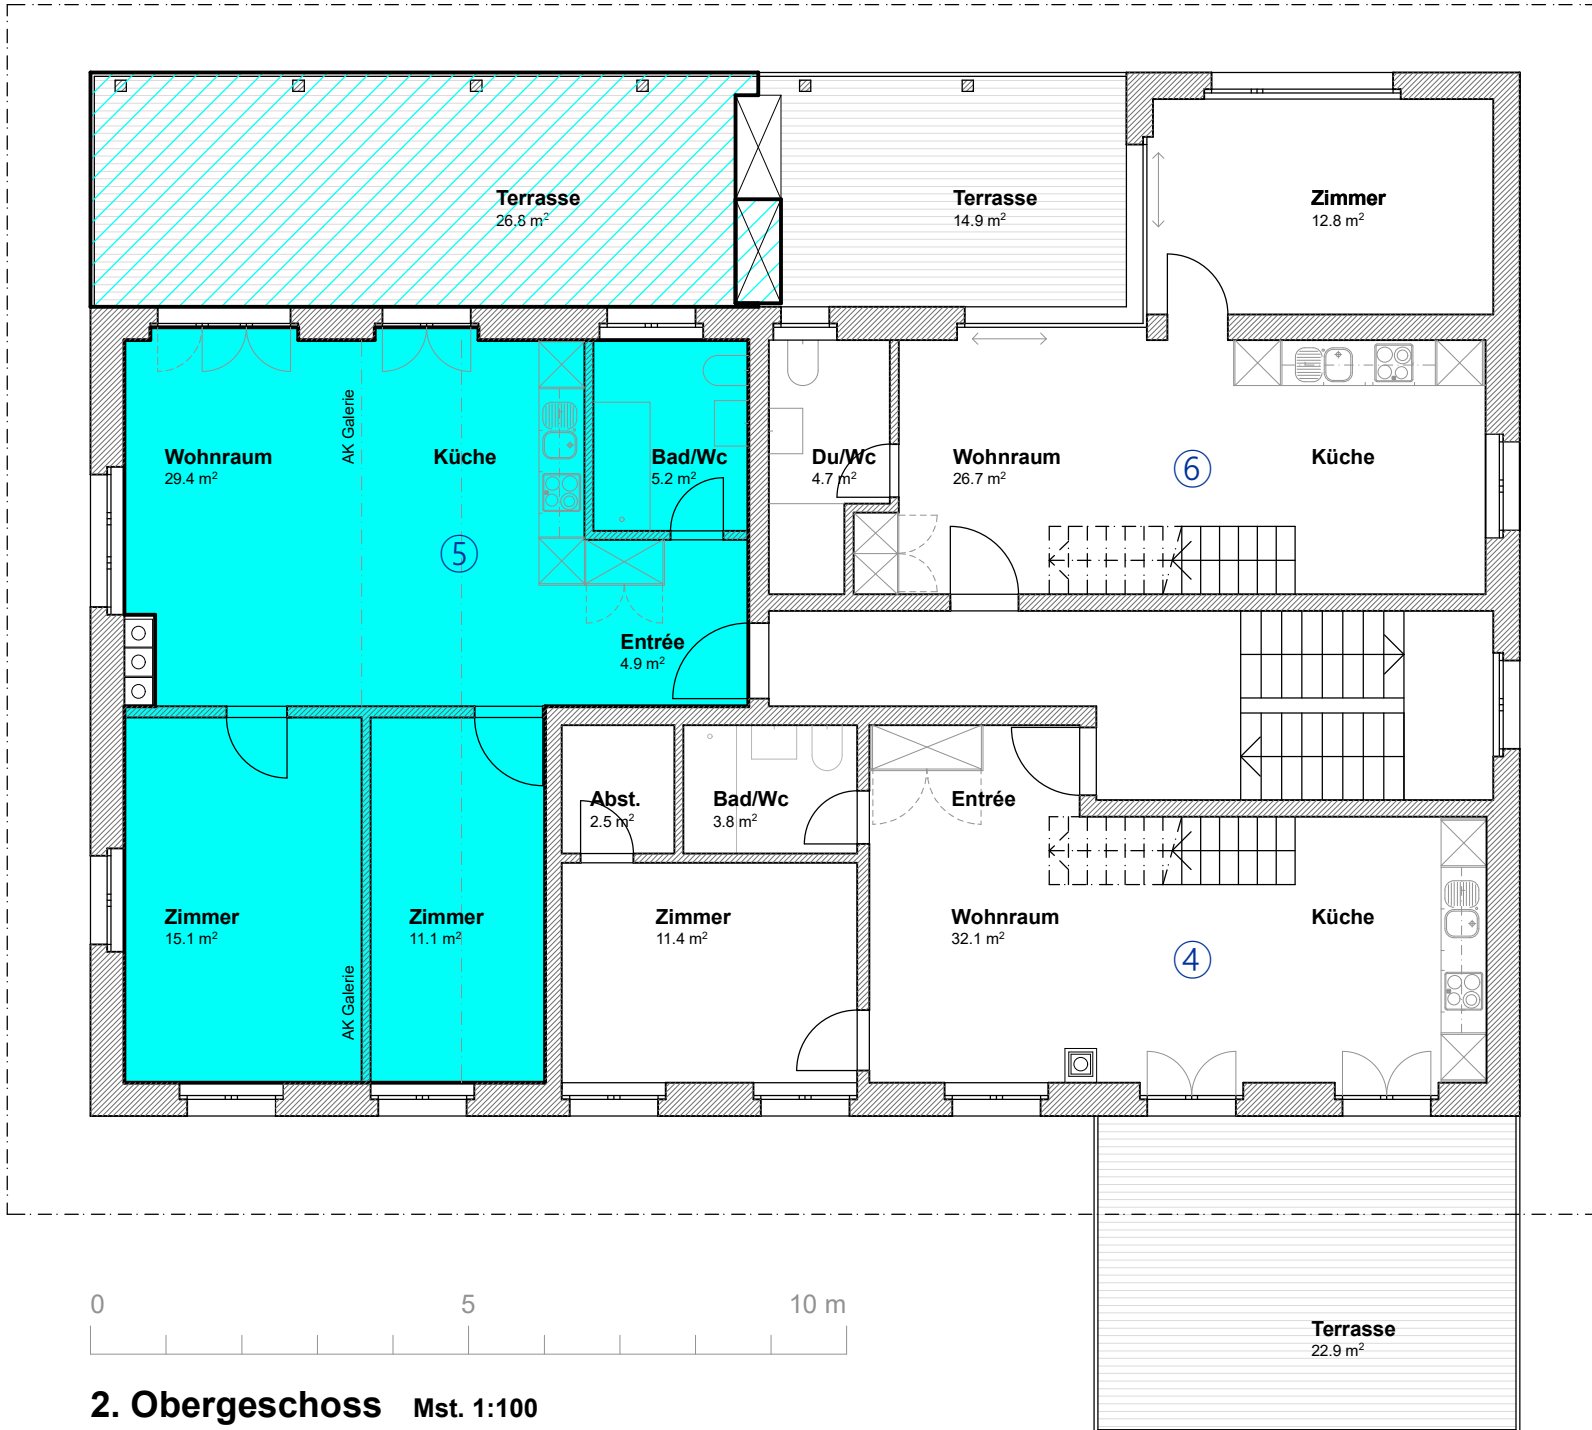 Terrasse
26.8 m²
Terrasse
14.9 m²
Zimmer
12.8 m²
AK Galerie
Wohnraum
29.4 m²
Küche
Bad/Wc
5.2 m²
Du/Wc
4.7 m²
Wohnraum
26.7 m²
6
Küche
5
Entrée
4.9 m²
Abst.
2.5 m²
Bad/Wc
3.8 m²
Entrée
Zimmer
15.1 m²
Zimmer
11.1 m²
Zimmer
11.4 m²
Wohnraum
32.1 m²
Küche
4
AK Galerie
0 5 10 m
Terrasse
22.9 m²
2. Obergeschoss Mst. 1:100